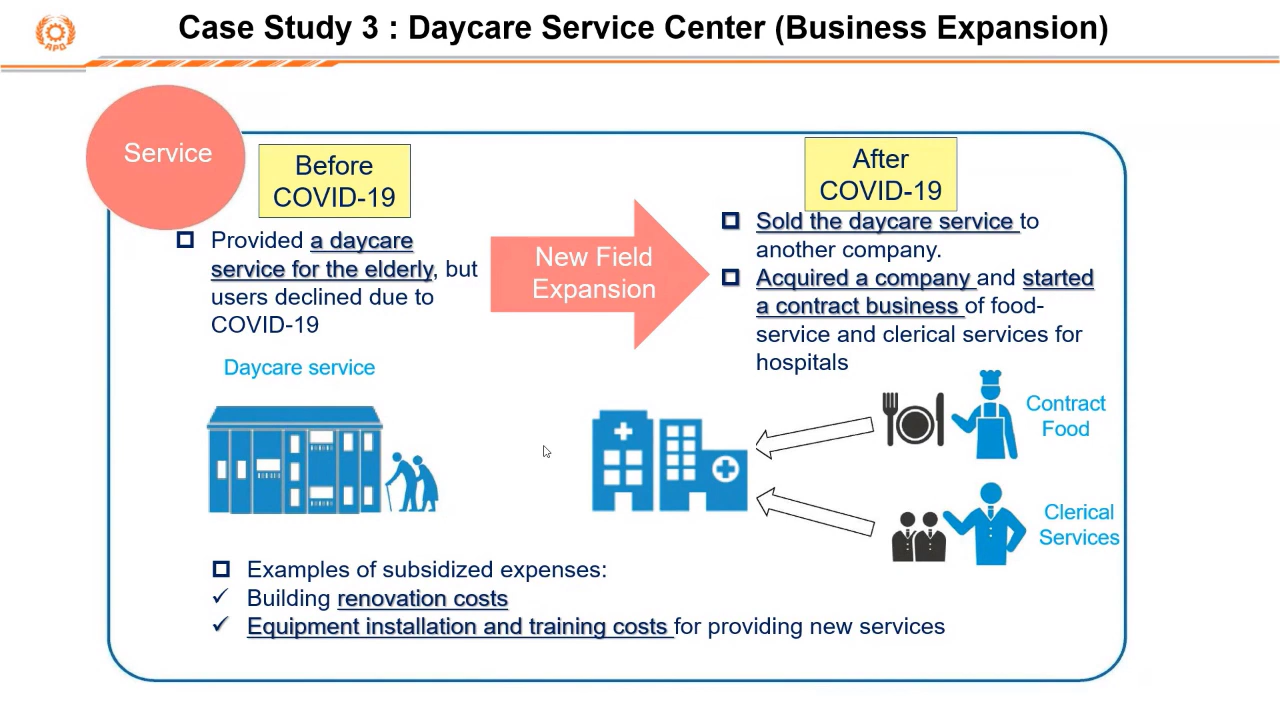 Case Study 3 : Daycare Service Center (Business Expansion)
APO
Service
Before
COVID-19
Provided a daycare
service for the elderly, but
users declined due to
COVID-19
Daycare service
New Field
Expansion
After
COVID-19
Sold the daycare service to
another company.
Acquired a company and started
a contract business of food-
service and clerical services for
hospitals
Contract
Food
Clerical
Services
Examples of subsidized expenses:
Building renovation costs
Equipment installation and training costs for providing new services